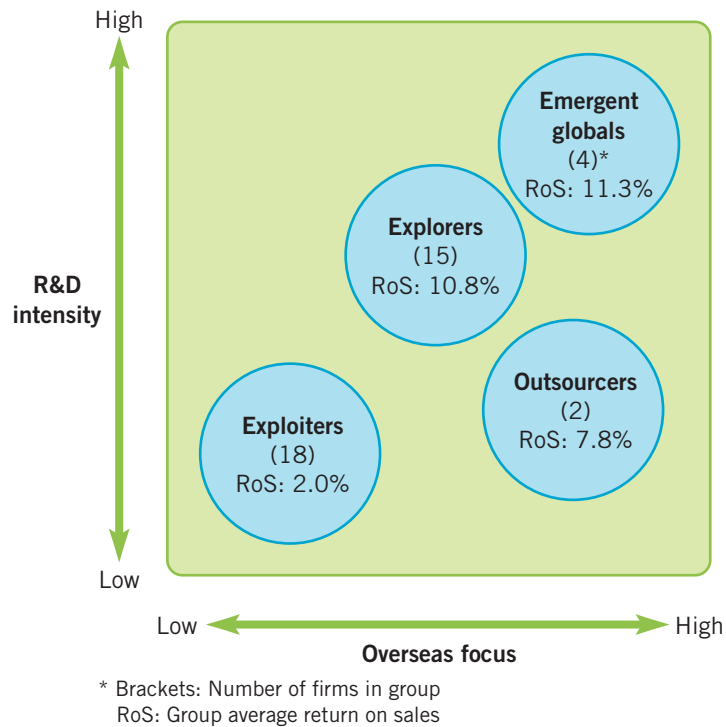 High
Emergent
globals
(4)*
RoS: 11.3%
Explorers
(15)
RoS: 10.8%
R&D
intensity
Outsourcers
(2)
RoS: 7.8%
Exploiters
(18)
RoS: 2.0%
Low
Low
High
Overseas focus
* Brackets: Number of firms in group
RoS: Group average return on sales